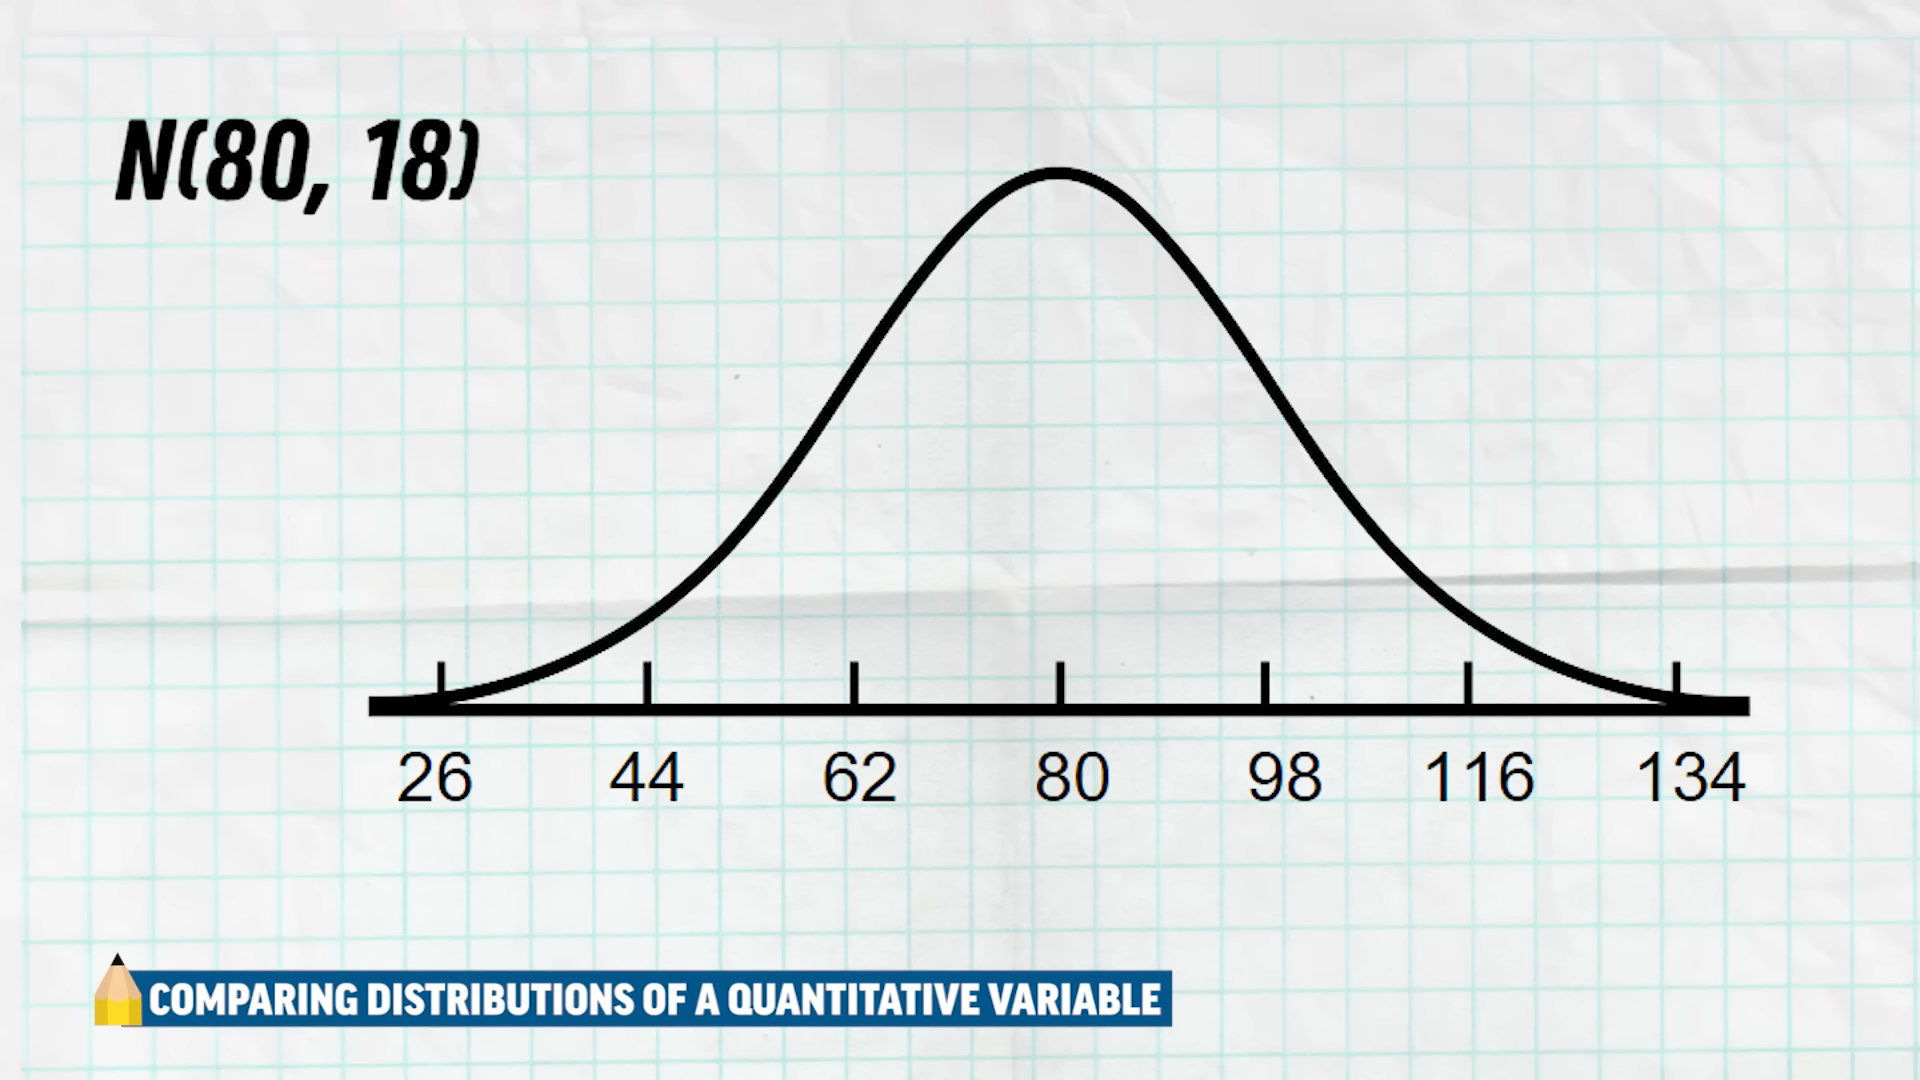 N(80, 18)
26 44 62 80 98 116 134
COMPARING DISTRIBUTIONS OF A QUANTITATIVE VARIABLE